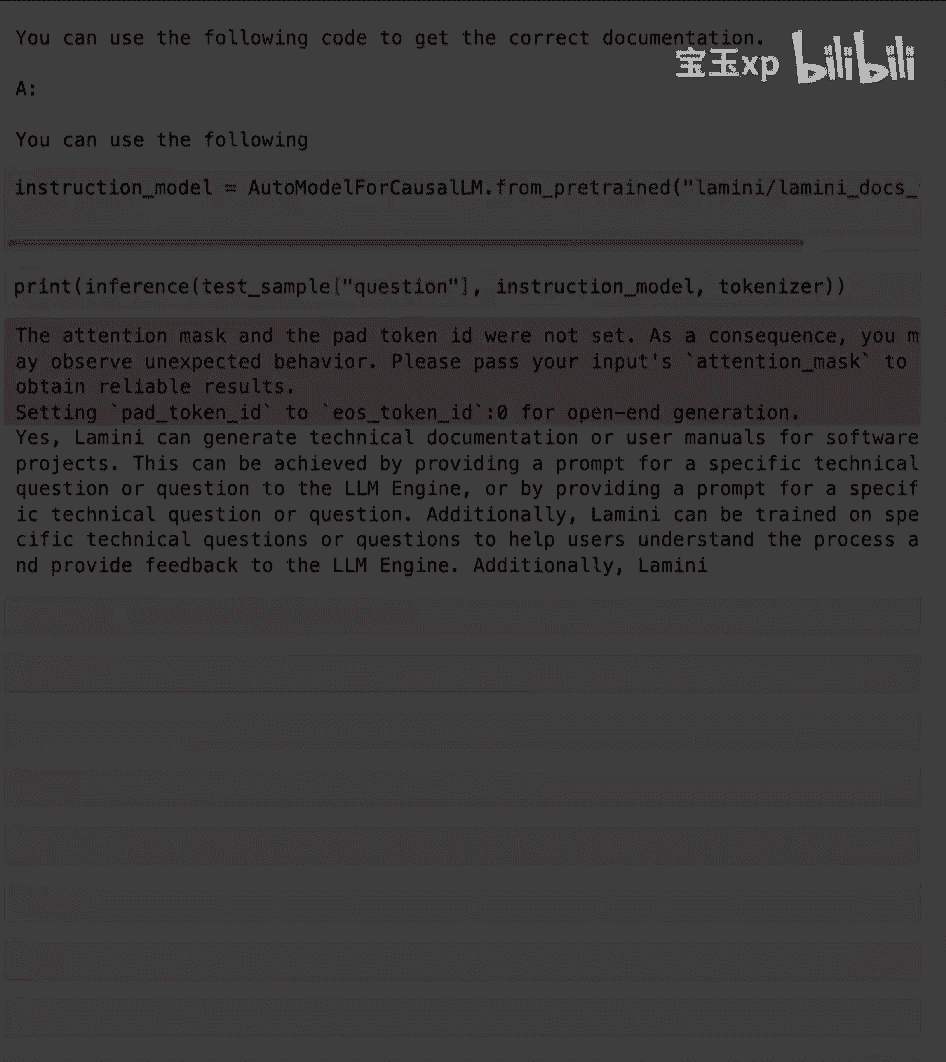 You can use the following code to get the correct documentation.
宝玉xp bilibili
A:
You can use the following
instruction_model = AutoModelForCausalLM.from_pretrained("lamini/lamini_docs_
print(inference(test_sample["question"], instruction_model, tokenizer))
The attention mask and the pad token id were not set. As a consequence, you m
ay observe unexpected behavior. Please pass your input's `attention_mask` to
obtain reliable results.
Setting `pad_token_id` to `eos_token_id`:0 for open-end generation.
Yes, Lamini can generate technical documentation or user manuals for software
projects. This can be achieved by providing a prompt for a specific technical
question or question to the LLM Engine, or by providing a prompt for a specif
ic technical question or question. Additionally, Lamini can be trained on spe
cific technical questions or questions to help users understand the process a
nd provide feedback to the LLM Engine. Additionally, Lamini